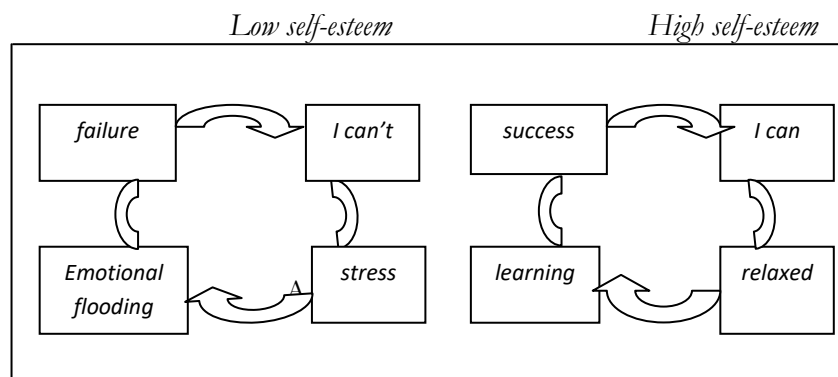 Low self-esteem
High self-esteem
failure
I can't
success
I can
Emotional
flooding
A
stress
learning
relaxed